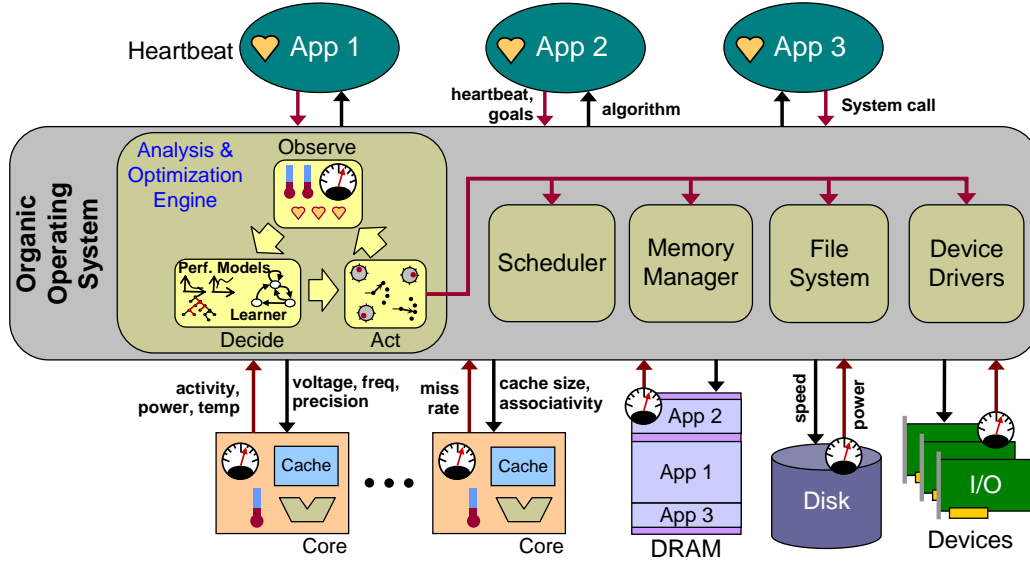 Heartbeat
App 1
App 2
App 3
heartbeat,
goals
algorithm
System call
Organic
Operating
System
Analysis &
Optimization
Engine
Observe
Perf. Models
Learner
Decide
Act
Scheduler
Memory
Manager
File
System
Device
Drivers
activity,
power, temp
voltage, freq,
precision
miss
rate
cache size,
associativity
speed
power
Cache
Core
Cache
Core
App 2
App 1
App 3
DRAM
Disk
I/O
Devices